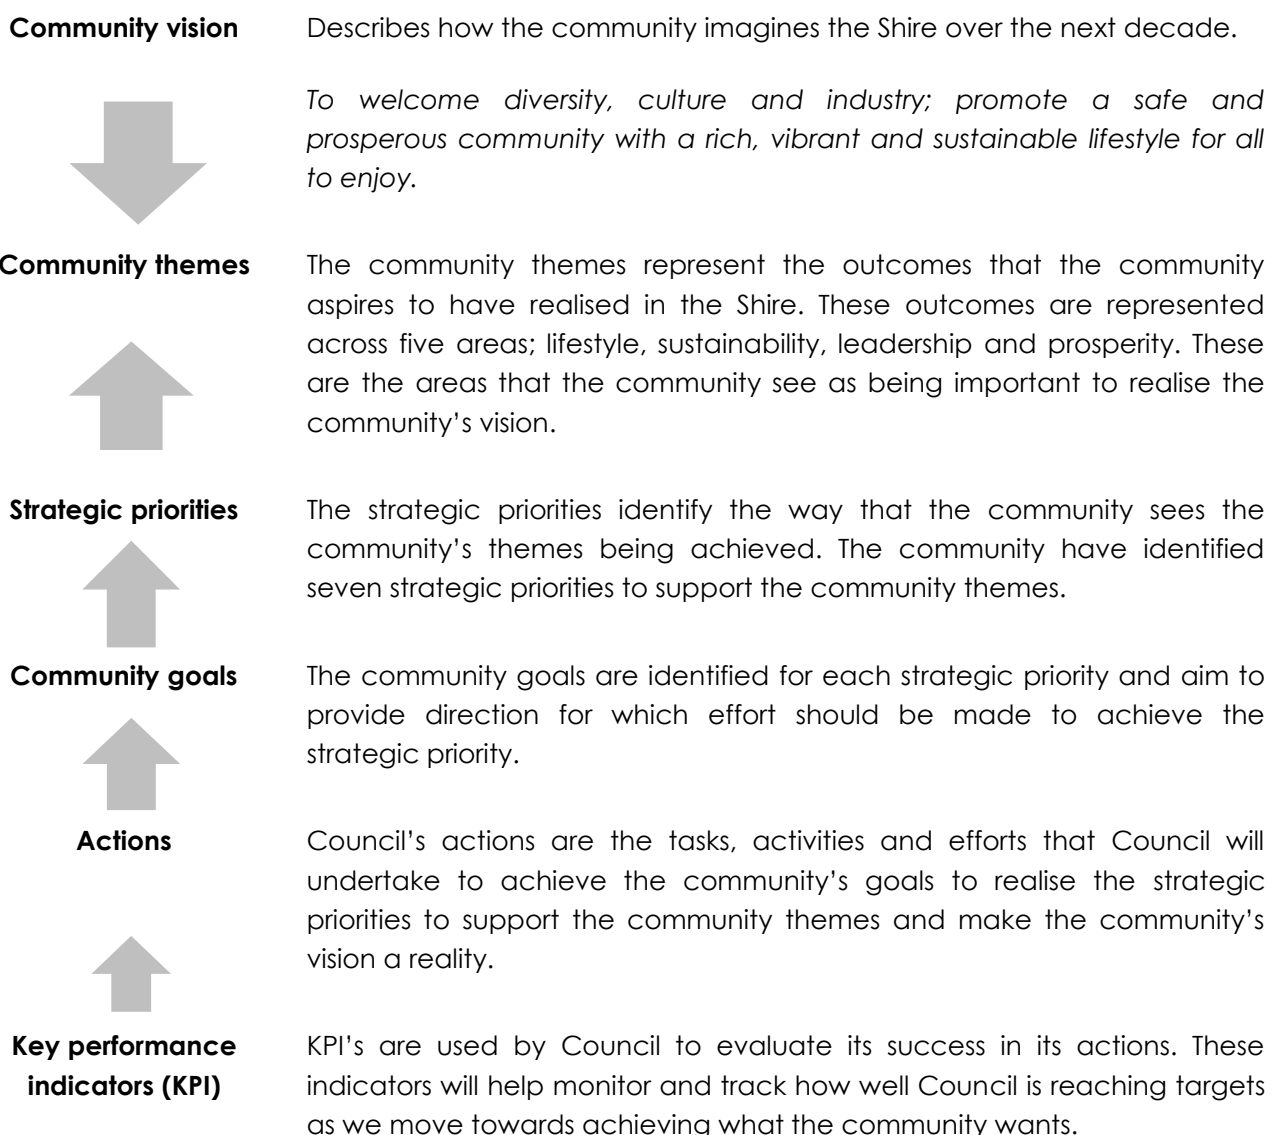 Community vision
Describes how the community imagines the Shire over the next decade.
To welcome diversity, culture and industry; promote a safe and
prosperous community with a rich, vibrant and sustainable lifestyle for all
to enjoy.
Community themes
The community themes represent the outcomes that the community
aspires to have realised in the Shire. These outcomes are represented
across five areas; lifestyle, sustainability, leadership and prosperity. These
are the areas that the community see as being important to realise the
community’s vision.
Strategic priorities
The strategic priorities identify the way that the community sees the
community’s themes being achieved. The community have identified
seven strategic priorities to support the community themes.
Community goals
The community goals are identified for each strategic priority and aim to
provide direction for which effort should be made to achieve the
strategic priority.
Actions
Council’s actions are the tasks, activities and efforts that Council will
undertake to achieve the community’s goals to realise the strategic
priorities to support the community themes and make the community’s
vision a reality.
Key performance
indicators (KPI)
KPI’s are used by Council to evaluate its success in its actions. These
indicators will help monitor and track how well Council is reaching targets
as we move towards achieving what the community wants.